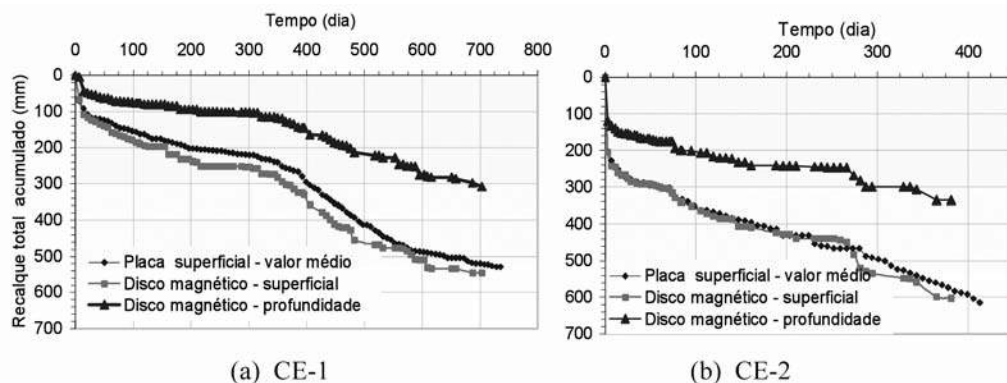 Tempo (dia)
0 100 200 300 400 500 600 700 800
Recalque total acumulado (mm)
0
100
200
300
400
500
600
700
Placa superficial - valor médio
Disco magnético - superficial
Disco magnético - profundidade
(a) CE-1
Tempo (dia)
0 100 200 300 400
0
100
200
300
400
500
600
700
Placa superficial - valor médio
Disco magnético - superficial
Disco magnético - profundidade
(b) CE-2